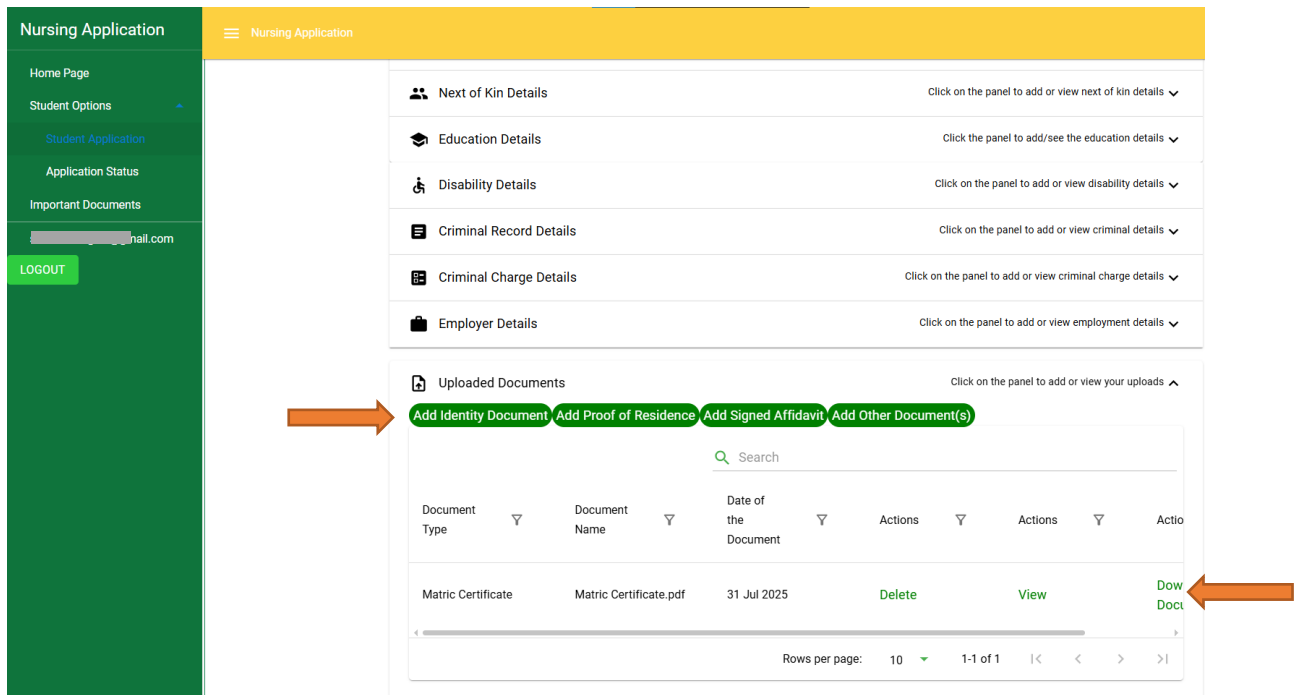 Nursing Application
Nursing Application
Home Page
Student Options
Student Application
Application Status
Important Documents
mail.com
LOGOUT
Next of Kin Details
Click on the panel to add or view next of kin details
Education Details
Click the panel to add/see the education details
Disability Details
Click on the panel to add or view disability details
Criminal Record Details
Click on the panel to add or view criminal details
Criminal Charge Details
Click on the panel to add or view criminal charge details
Employer Details
Click on the panel to add or view employment details
Uploaded Documents
Click on the panel to add or view your uploads
Add Identity Document Add Proof of Residence Add Signed Affidavit Add Other Document(s)
Search
Document
Type
Document
Name
Date of
the
Document
Actions
Actions
Actio
Matric Certificate
Matric Certificate.pdf
31 Jul 2025
Delete
View
Dow
Docu
Rows per page: 10 1-1 of 1